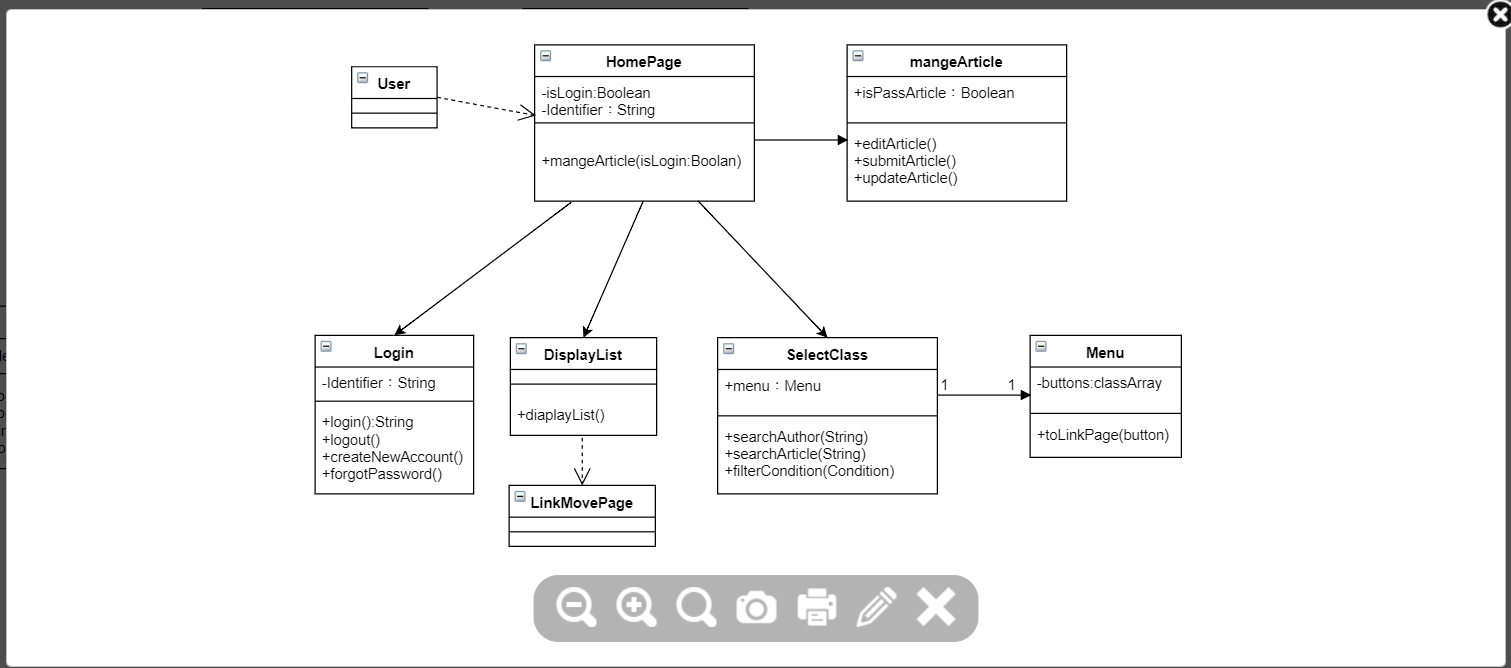 User
HomePage
-isLogin:Boolean
-Identifier：String
+mangeArticle(isLogin:Boolan)
mangeArticle
+isPassArticle：Boolean
+editArticle()
+submitArticle()
+updateArticle()
Login
-Identifier：String
+login():String
+logout()
+createNewAccount()
+forgotPassword()
DisplayList
+diaplayList()
LinkMovePage
SelectClass
+menu：Menu
+searchAuthor(String)
+searchArticle(String)
+filterCondition(Condition)
1
1
Menu
-buttons:classArray
+toLinkPage(button)